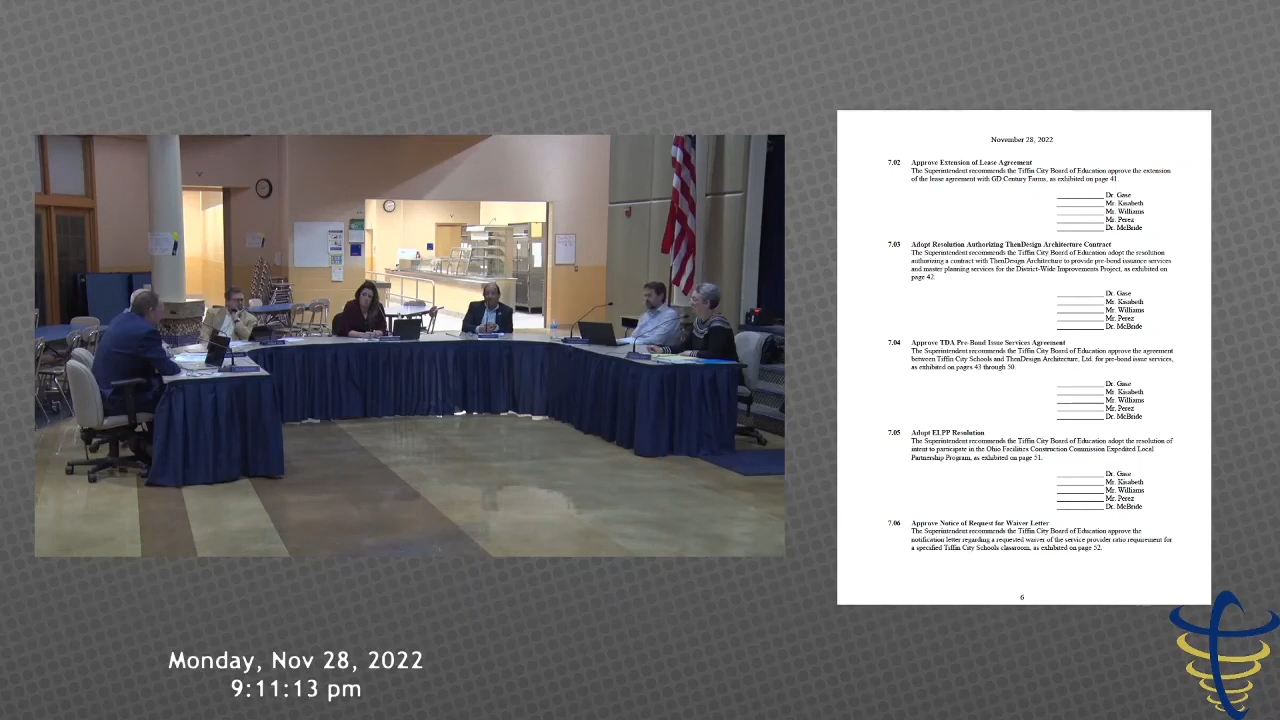 November 28, 2022
7.02 Approve Extension of Lease Agreement
The Superintendent recommends the Tiffin City Board of Education approve the extension
of the lease agreement with GD Century Farms, as exhibited on page 41.
Dr. Gase
Mr. Kisabeth
Mr. Williams
Mr. Perez
Dr. McBride
7.03 Adopt Resolution Authorizing ThenDesign Architecture Contract
The Superintendent recommends the Tiffin City Board of Education adopt the resolution
authorizing a contract with ThenDesign Architecture to provide pre-bond issuance services
and master planning services for the District-Wide Improvements Project, as exhibited on
page 42.
Dr. Gase
Mr. Kisabeth
Mr. Williams
Mr. Perez
Dr. McBride
7.04 Approve TDA Pre-Bond Issue Services Agreement
The Superintendent recommends the Tiffin City Board of Education approve the agreement
between Tiffin City Schools and ThenDesign Architecture, Ltd. for pre-bond issue services,
as exhibited on pages 43 through 50.
Dr. Gase
Mr. Kisabeth
Mr. Williams
Mr. Perez
Dr. McBride
7.05 Adopt ELPP Resolution
The Superintendent recommends the Tiffin City Board of Education adopt the resolution of
intent to participate in the Ohio Facilities Construction Commission Expedited Local
Partnership Program, as exhibited on page 51.
Dr. Gase
Mr. Kisabeth
Mr. Williams
Mr. Perez
Dr. McBride
7.06 Approve Notice of Request for Waiver Letter
The Superintendent recommends the Tiffin City Board of Education approve the
notification letter regarding a requested waiver of the service provider ratio requirement for
a specified Tiffin City Schools classroom, as exhibited on page 52.
6
Monday, Nov 28, 2022
9:11:13 pm